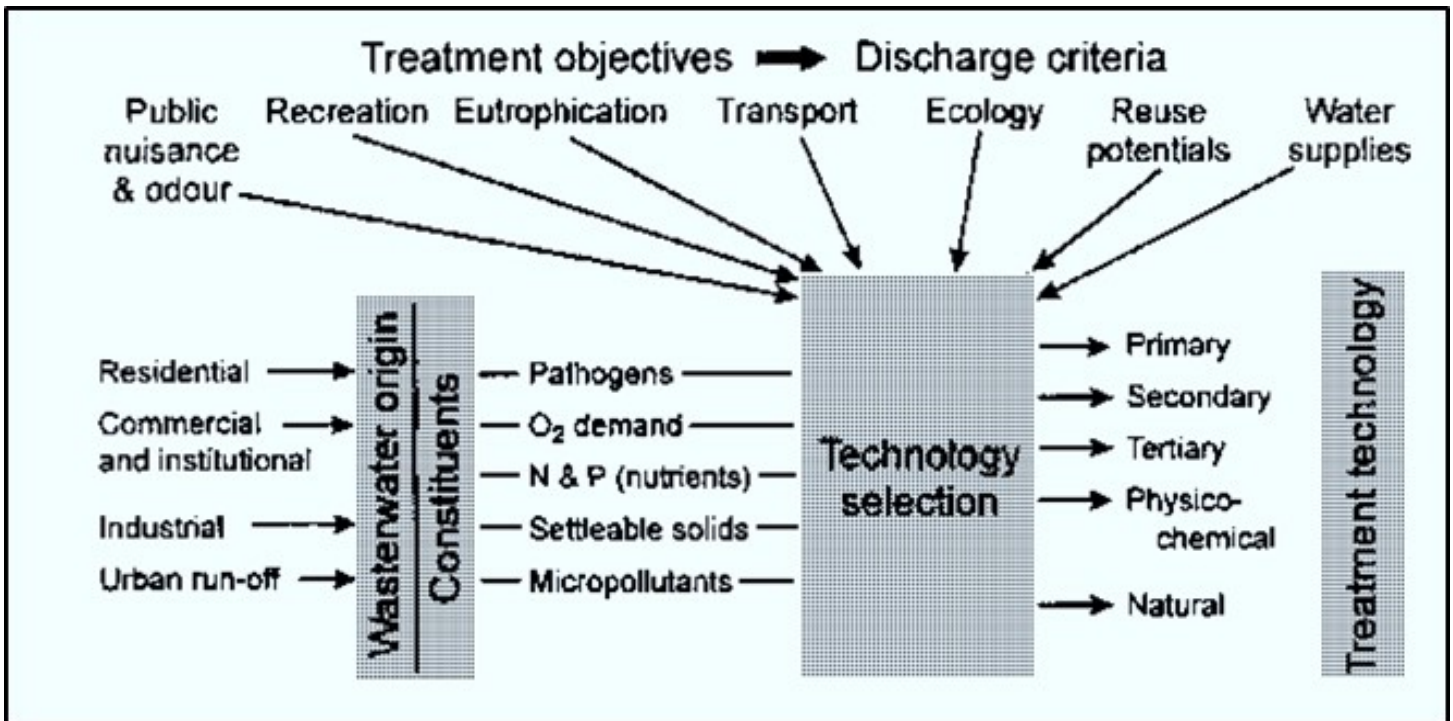 Treatment objectives → Discharge criteria
Public nuisance & odour
Recreation
Eutrophication
Transport
Ecology
Reuse potentials
Water supplies
Residential
Commercial and institutional
Industrial
Urban run-off
Wasterwater origin
Constituents
Pathogens
O₂ demand
N & P (nutrients)
Settleable solids
Micropollutants
Technology selection
Primary
Secondary
Tertiary
Physico-
chemical
Natural
Treatment technology